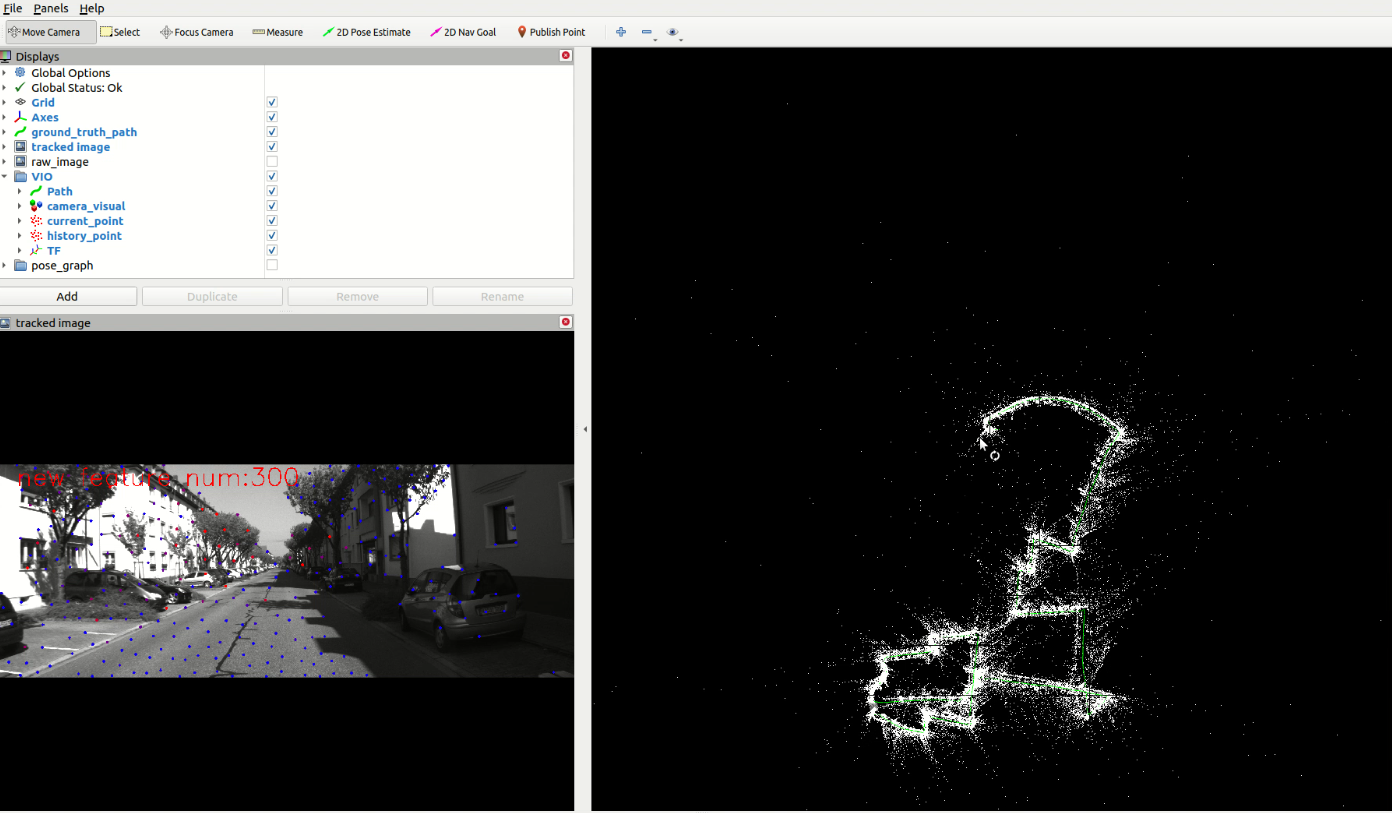 File Panels Help
Move Camera Select Focus Camera Measure 2D Pose Estimate 2D Nav Goal Publish Point
Displays
Global Options
Global Status: Ok
Grid
Axes
ground_truth_path
tracked image
raw_image
VIO
Path
camera_visual
current_point
history_point
TF
pose_graph
Add Duplicate Remove Rename
tracked image
new feature num:300